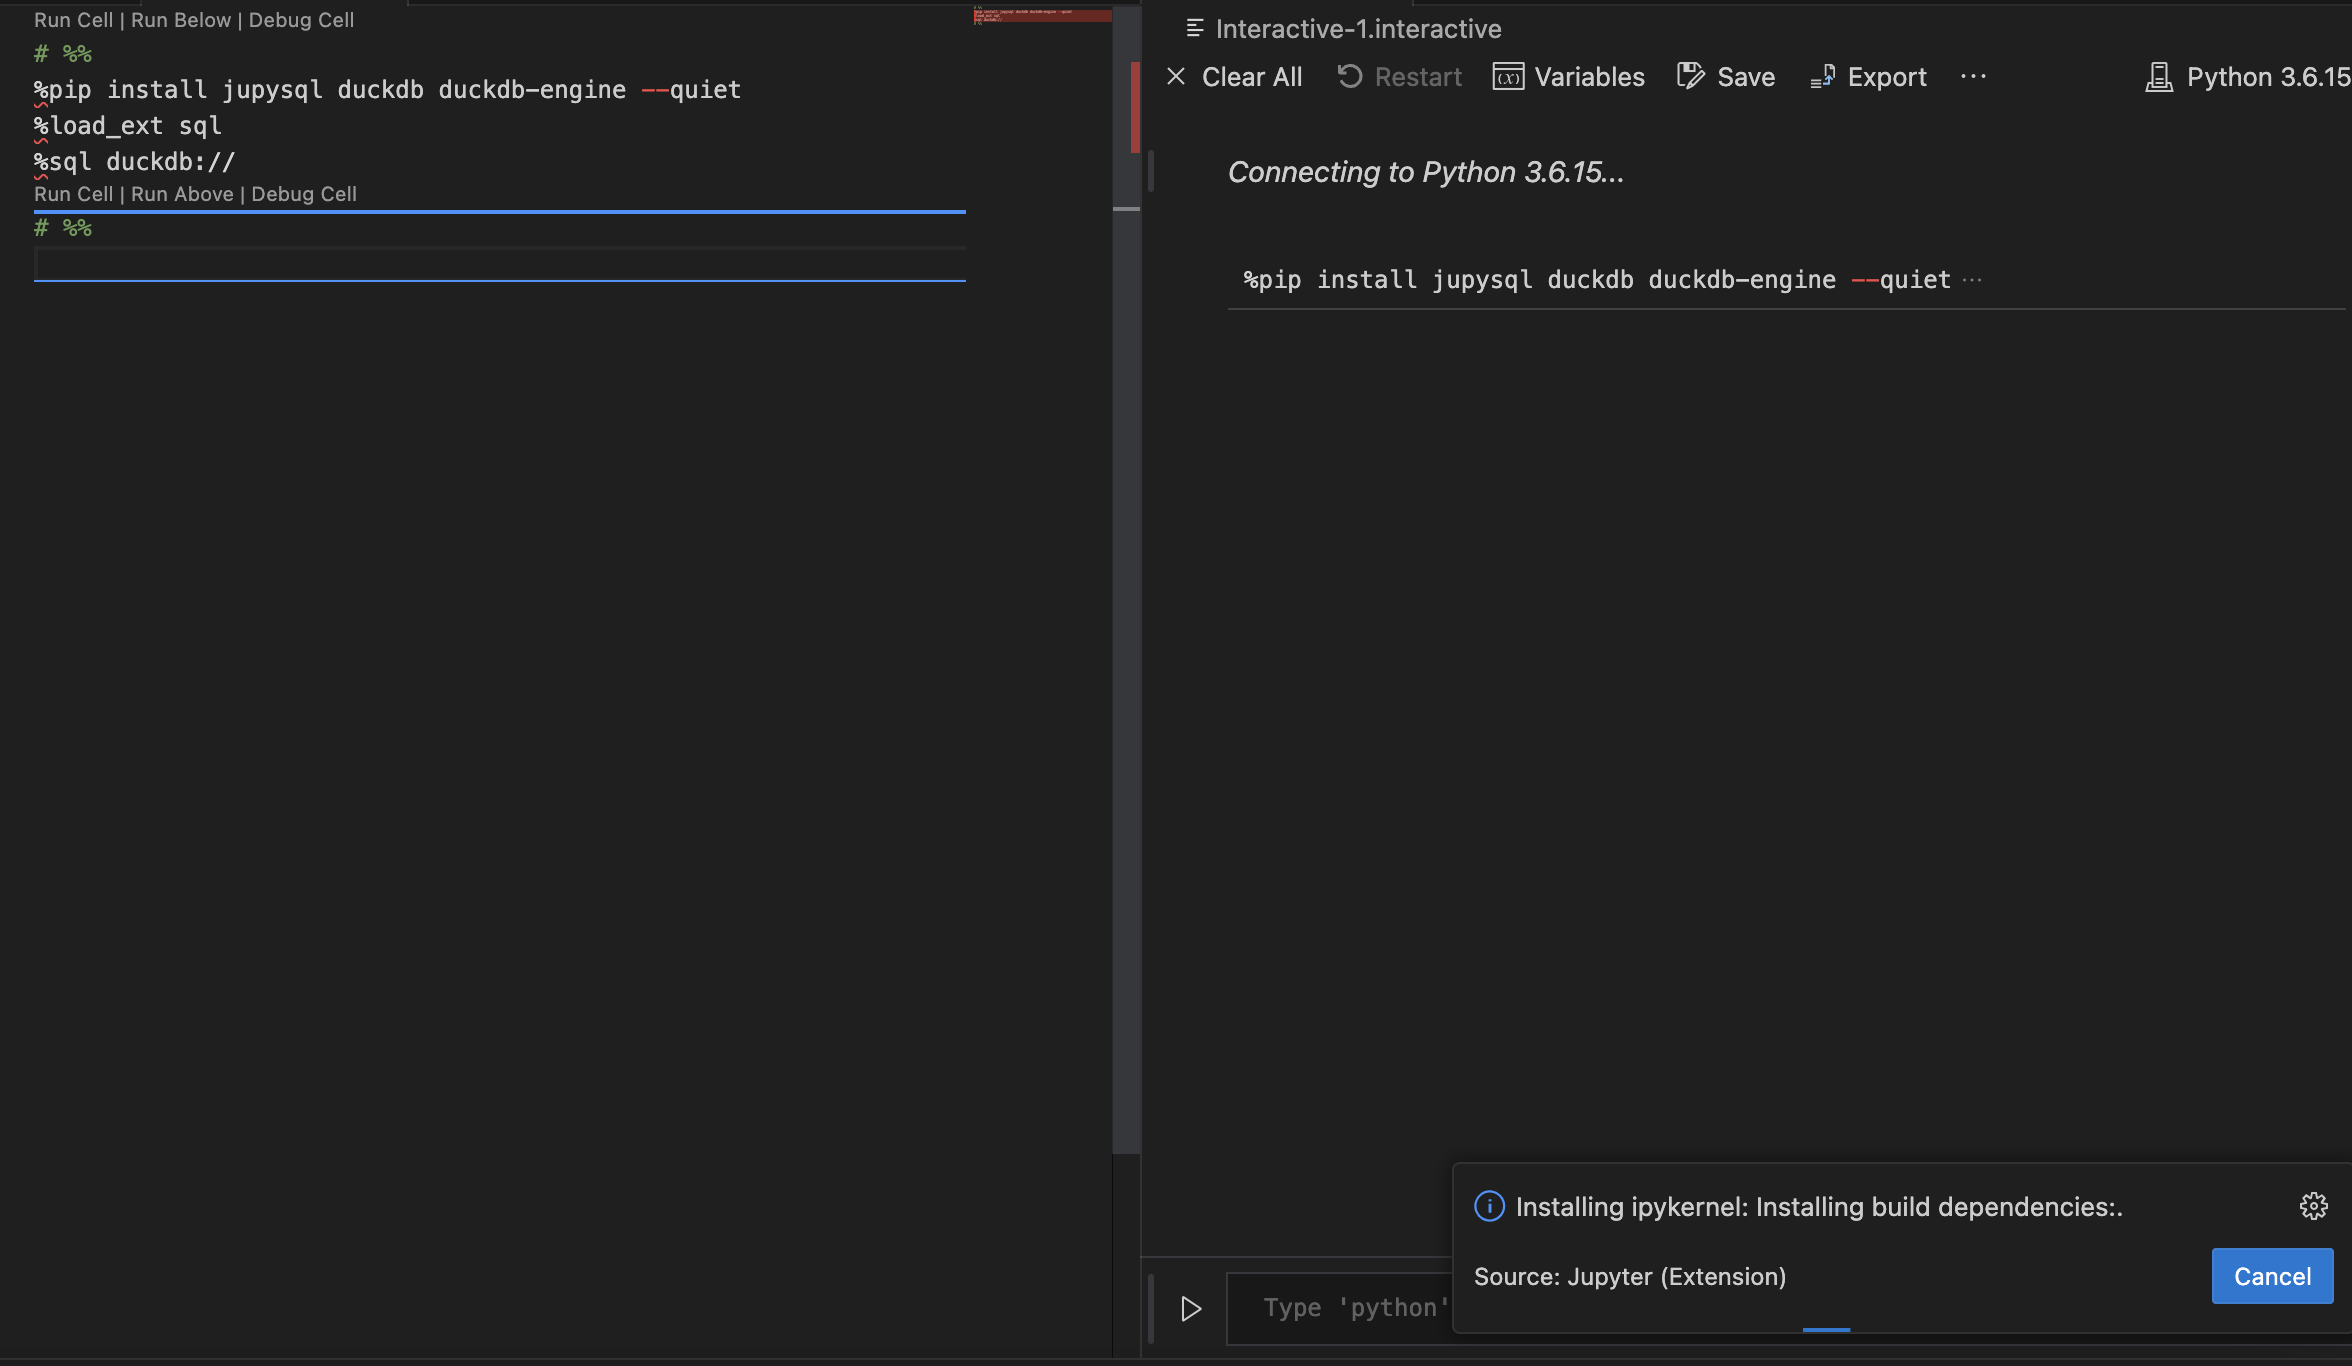 Run Cell | Run Below | Debug Cell
# %%
%pip install jupysql duckdb duckdb-engine --quiet
%load_ext sql
%sql duckdb://
Run Cell | Run Above | Debug Cell
# %%
Interactive-1.interactive
Clear All Restart Variables Save Export ··· Python 3.6.15
Connecting to Python 3.6.15...
%pip install jupysql duckdb duckdb-engine --quiet ···
Installing ipykernel: Installing build dependencies:.
Source: Jupyter (Extension)
Cancel
Type 'python'